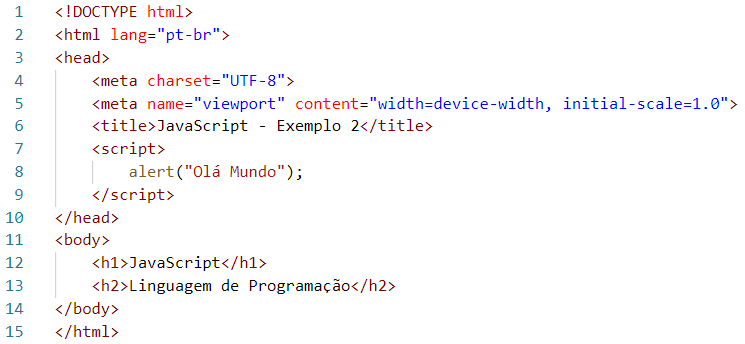 1 <!DOCTYPE html>
2 <html lang="pt-br">
3 <head>
4 <meta charset="UTF-8">
5 <meta name="viewport" content="width=device-width, initial-scale=1.0">
6 <title>JavaScript - Exemplo 2</title>
7 <script>
8 alert("Olá Mundo");
9 </script>
10 </head>
11 <body>
12 <h1>JavaScript</h1>
13 <h2>Linguagem de Programação</h2>
14 </body>
15 </html>